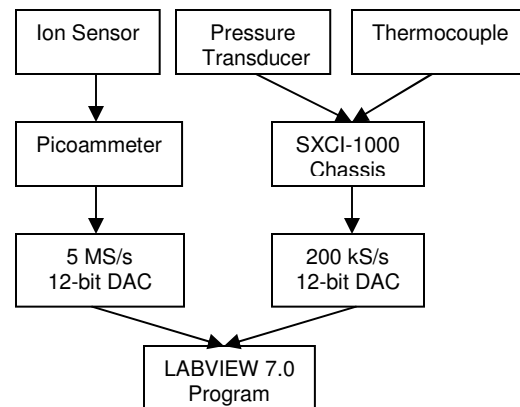 Ion Sensor
Pressure
Transducer
Thermocouple
Picoammeter
SXCI-1000
Chassis
5 MS/s
12-bit DAC
200 kS/s
12-bit DAC
LABVIEW 7.0
Program